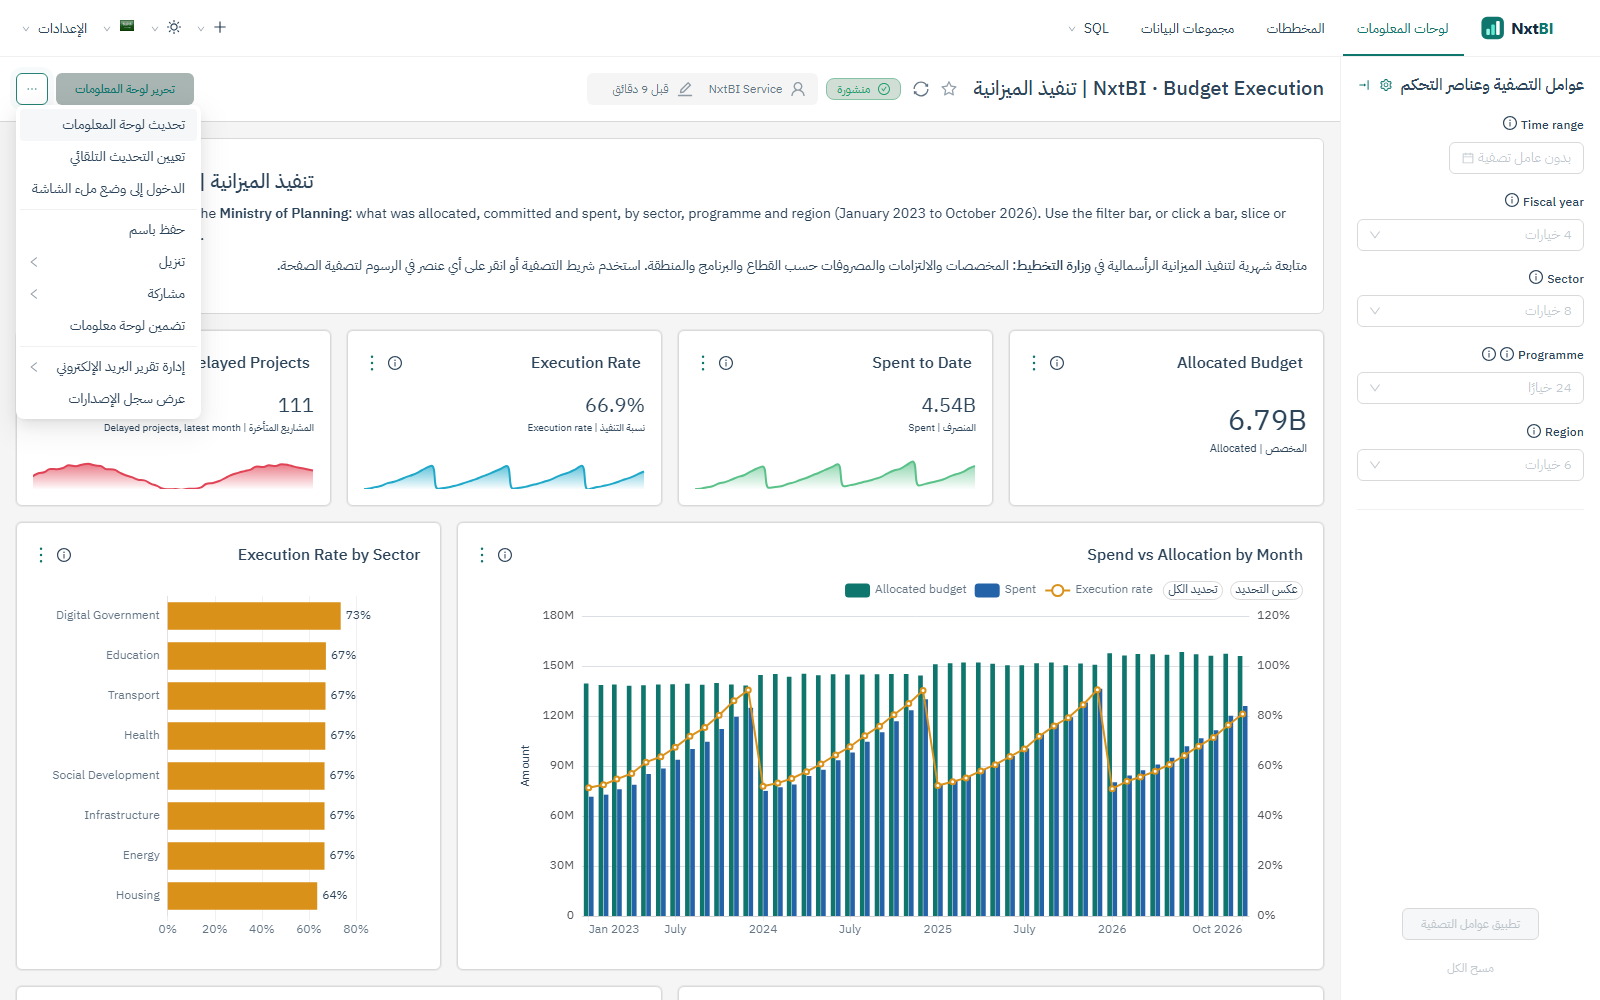 NxtBI
لوحات المعلومات
المخططات
مجموعات البيانات
SQL
الإعدادات
عوامل التصفية وعناصر التحكم
Time range
بدون عامل تصفية
Fiscal year
4 خيارات
Sector
8 خيارات
Programme
24 خيارًا
Region
6 خيارات
تطبيق عوامل التصفية
مسح الكل
NxtBI · Budget Execution | تنفيذ الميزانية
منشورة
NxtBI Service
قبل 9 دقائق
تحرير لوحة المعلومات
...
تحديث لوحة المعلومات
تعيين التحديث التلقائي
الدخول إلى وضع ملء الشاشة
حفظ باسم
تنزيل
مشاركة
تضمين لوحة معلومات
إدارة تقرير البريد الإلكتروني
عرض سجل الإصدارات
تنفيذ الميزانية |
he Ministry of Planning: what was allocated, committed and spent, by sector, programme and region (January 2023 to October 2026). Use the filter bar, or click a bar, slice or
.
متابعة شهرية لتنفيذ الميزانية الرأسمالية في وزارة التخطيط: المخصصات والالتزامات والمصروفات حسب القطاع والبرنامج والمنطقة. استخدم شريط التصفية أو انقر على أي عنصر في الرسوم لتصفية الصفحة.
Allocated Budget
6.79B
Allocated | المخصص
Spent to Date
4.54B
Spent | المنصرف
Execution Rate
66.9%
Execution rate | نسبة التنفيذ
elayed Projects
111
Delayed projects, latest month | المشاريع المتأخرة
Spend vs Allocation by Month
Allocated budget
Spent
Execution rate
تحديد الكل
عكس التحديد
180M
150M
120M
90M
60M
30M
0
Amount
120%
100%
80%
60%
40%
20%
0%
Jan 2023
July
2024
July
2025
July
2026
Oct 2026
Execution Rate by Sector
Digital Government 73%
Education 67%
Transport 67%
Health 67%
Social Development 67%
Infrastructure 67%
Energy 67%
Housing 64%
0% 20% 40% 60% 80%